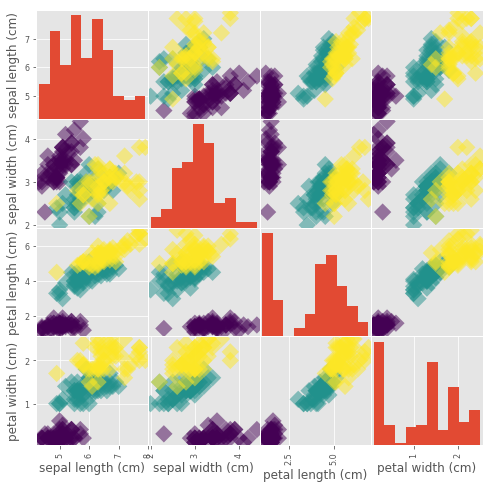 sepal length (cm)
7
6
5
sepal width (cm)
4
3
2
petal length (cm)
6
4
2
petal width (cm)
2
1
5
6
7
8
2
3
4
2.5
5.0
1
2
sepal length (cm)
sepal width (cm)
petal length (cm)
petal width (cm)